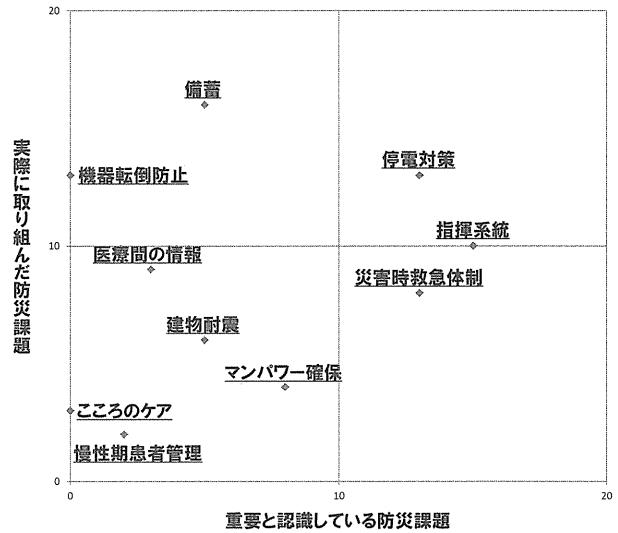 20
備蓄
停電対策
機器転倒防止
指揮系統
10
医療間の情報
災害時救急体制
建物耐震
マンパワー確保
こころのケア
慢性期患者管理
0
0
10
20
実際に取り組んだ防災課題
重要と認識している防災課題